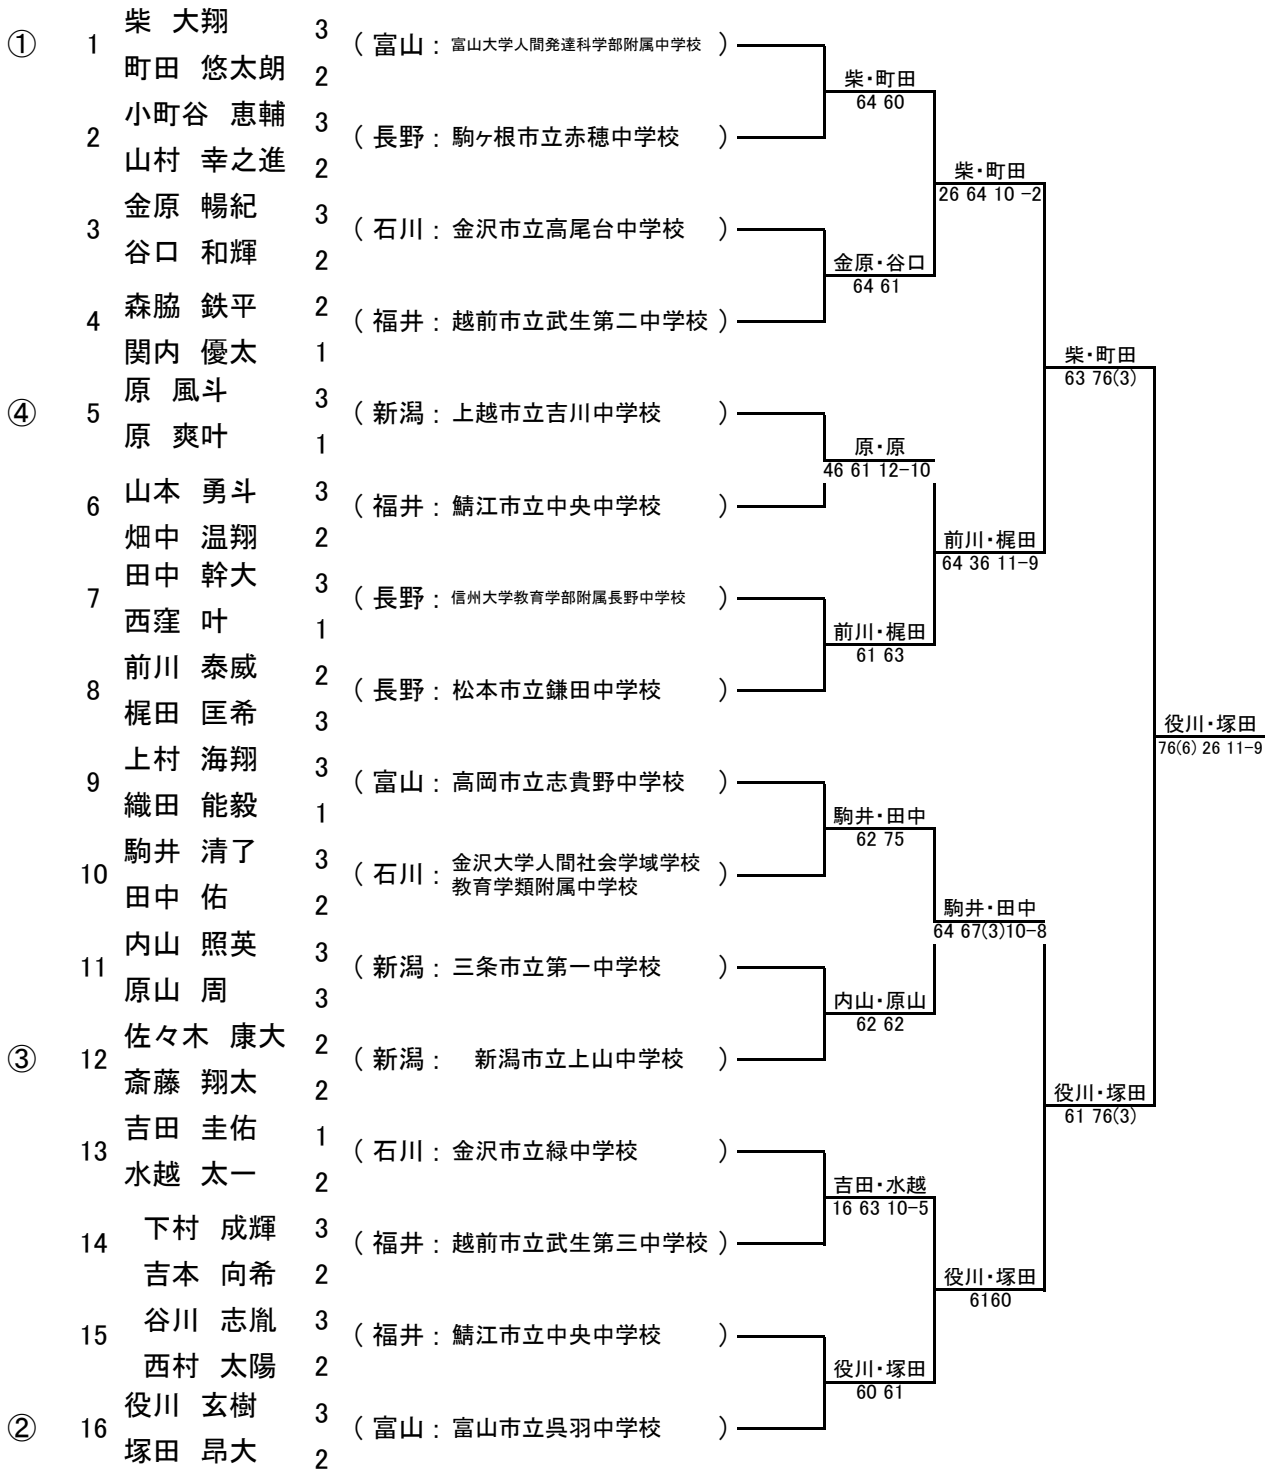 ① 1 柴 大翔 3 町田 悠太朗 2 ( 富山 : 富山大学人間発達科学部附属中学校 )
2 小町谷 恵輔 3 山村 幸之進 2 ( 長野 : 駒ヶ根市立赤穂中学校 )
3 金原 暢紀 3 谷口 和輝 2 ( 石川 : 金沢市立高尾台中学校 )
4 森脇 鉄平 2 関内 優太 1 ( 福井 : 越前市立武生第二中学校 )
④ 5 原 風斗 3 原 爽叶 1 ( 新潟 : 上越市立吉川中学校 )
6 山本 勇斗 3 畑中 温翔 2 ( 福井 : 鯖江市立中央中学校 )
7 田中 幹大 3 西窪 叶 1 ( 長野 : 信州大学教育学部附属長野中学校 )
8 前川 泰威 2 梶田 匡希 3 ( 長野 : 松本市立鎌田中学校 )
9 上村 海翔 3 織田 能毅 1 ( 富山 : 高岡市立志貴野中学校 )
10 駒井 清了 3 田中 佑 2 ( 石川 : 金沢大学人間社会学域学校
教育学類附属中学校 )
11 内山 照英 3 原山 周 3 ( 新潟 : 三条市立第一中学校 )
③ 12 佐々木 康大 2 斎藤 翔太 2 ( 新潟 : 新潟市立上山中学校 )
13 吉田 圭佑 1 水越 太一 2 ( 石川 : 金沢市立緑中学校 )
14 下村 成輝 3 吉本 向希 2 ( 福井 : 越前市立武生第三中学校 )
15 谷川 志胤 3 西村 太陽 2 ( 福井 : 鯖江市立中央中学校 )
② 16 役川 玄樹 3 塚田 昂大 2 ( 富山 : 富山市立呉羽中学校 )
柴・町田
64 60
金原・谷口
64 61
原・原
46 61 12-10
前川・梶田
61 63
駒井・田中
62 75
内山・原山
62 62
吉田・水越
16 63 10-5
役川・塚田
60 61
柴・町田
26 64 10 -2
前川・梶田
64 36 11-9
駒井・田中
64 67(3)10-8
役川・塚田
6160
柴・町田
63 76(3)
役川・塚田
61 76(3)
役川・塚田
76(6) 26 11-9